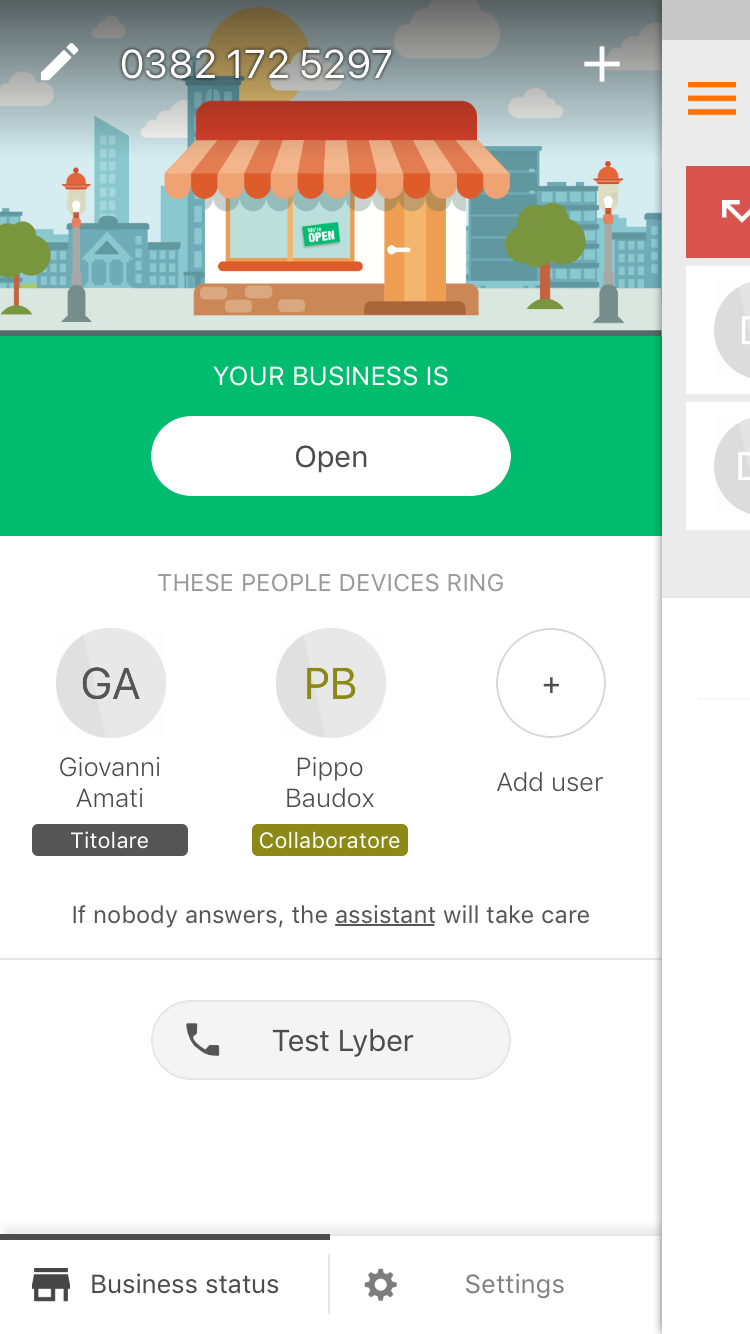 0382 172 5297
We're
OPEN
YOUR BUSINESS IS
Open
THESE PEOPLE DEVICES RING
GA
PB
+
Giovanni
Amati
Pippo
Baudox
Add user
Titolare
Collaboratore
If nobody answers, the assistant will take care
Test Lyber
Business status
Settings